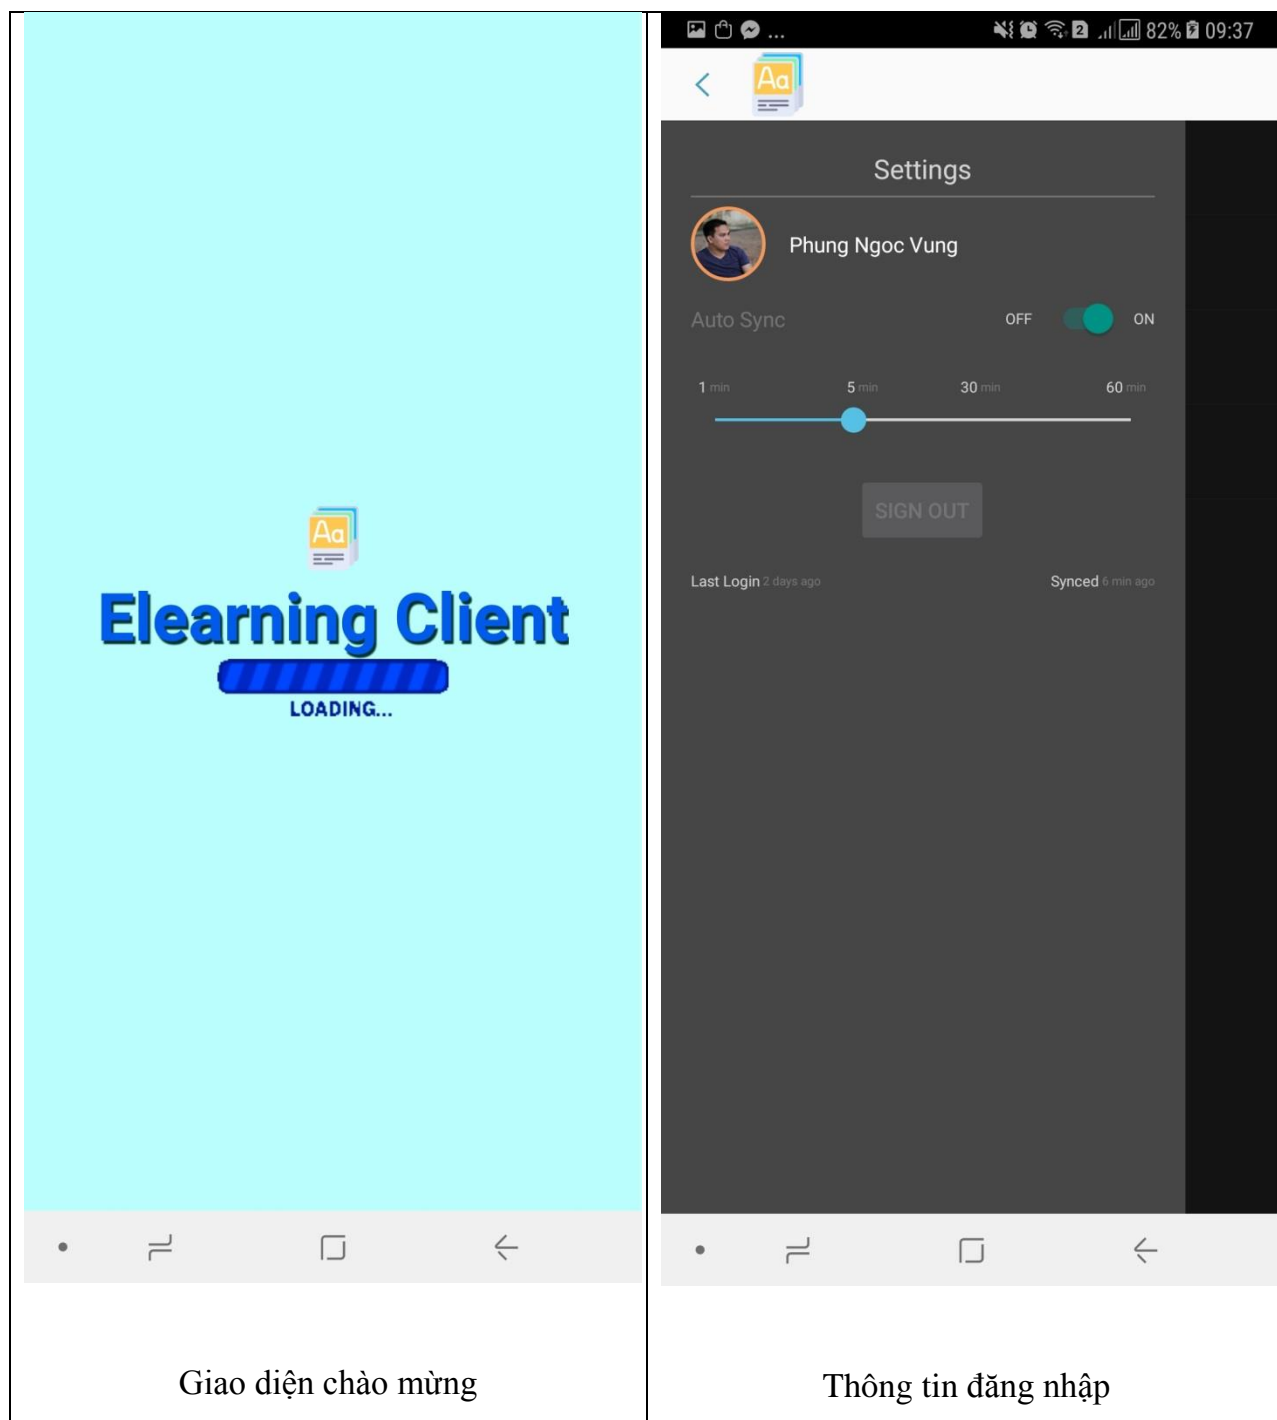 Aa
Elearning Client
LOADING...
Giao diện chào mừng
... 2 82% 09:37
Aa
Settings
Phung Ngoc Vung
Auto Sync OFF ON
1 min 5 min 30 min 60 min
SIGN OUT
Last Login 2 days ago Synced 6 min ago
Thông tin đăng nhập